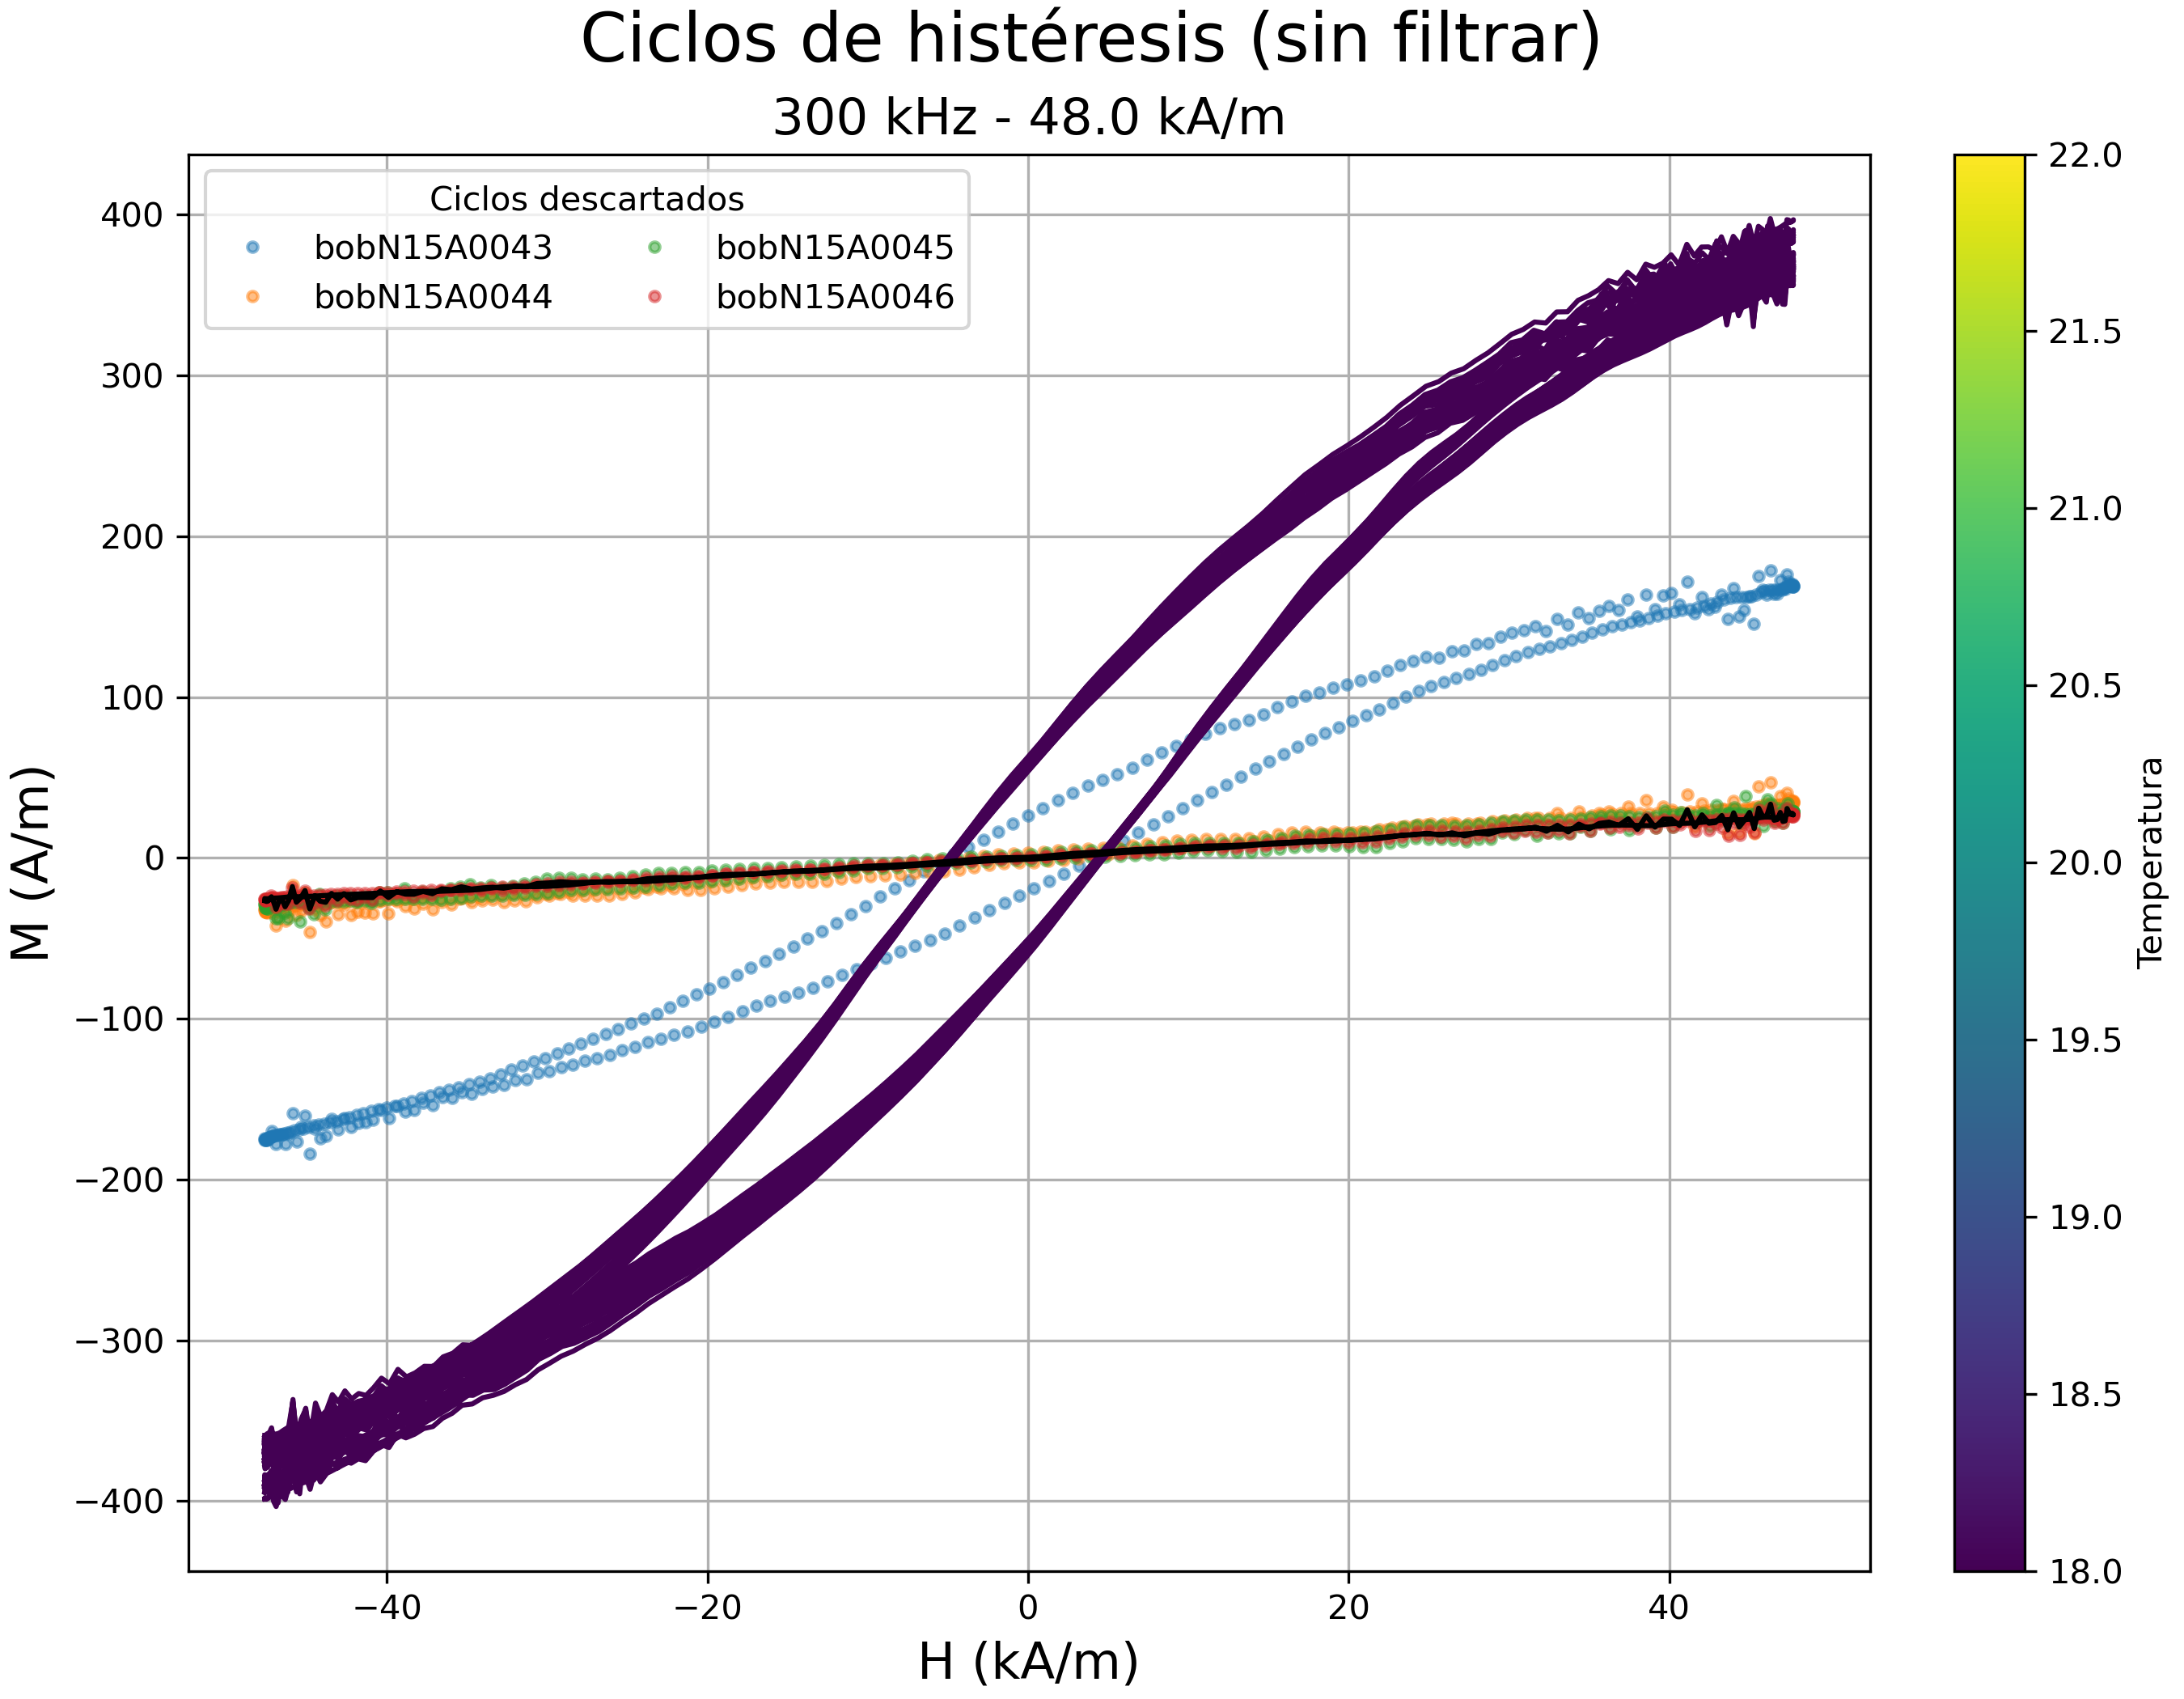 Ciclos de histéresis (sin filtrar)
300 kHz - 48.0 kA/m
Ciclos descartados
bobN15A0043 bobN15A0045
bobN15A0044 bobN15A0046
400
300
200
100
0
−100
−200
−300
−400
M (A/m)
−40 −20 0 20 40
H (kA/m)
22.0
21.5
21.0
20.5
20.0
19.5
19.0
18.5
18.0
Temperatura